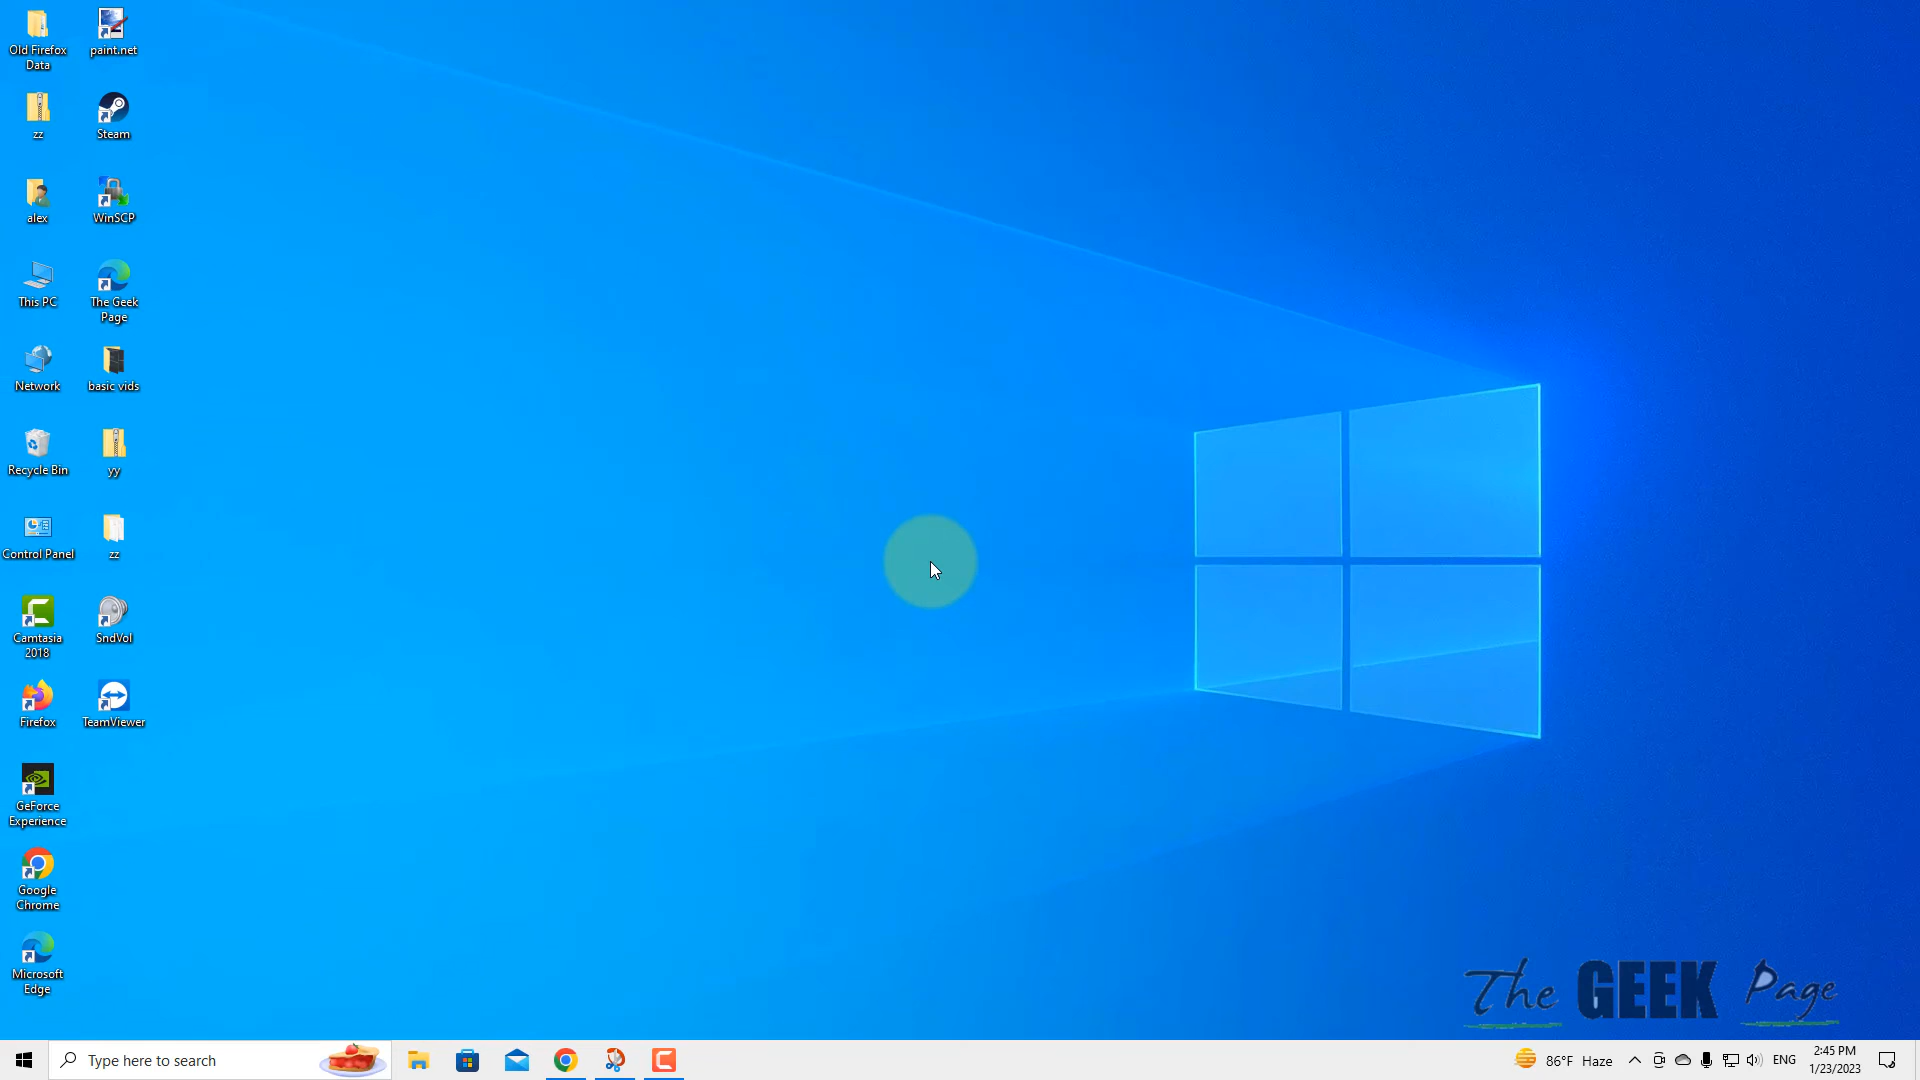 Old Firefox
Data
paint.net
zz
Steam
alex
WinSCP
This PC
The Geek
Page
Network
basic vids
Recycle Bin
yy
Control Panel
zz
Camtasia
2018
SndVol
Firefox
TeamViewer
GeForce
Experience
Google
Chrome
Microsoft
Edge
The GEEK Page
Type here to search
86°F Haze
ENG
2:45 PM
1/23/2023